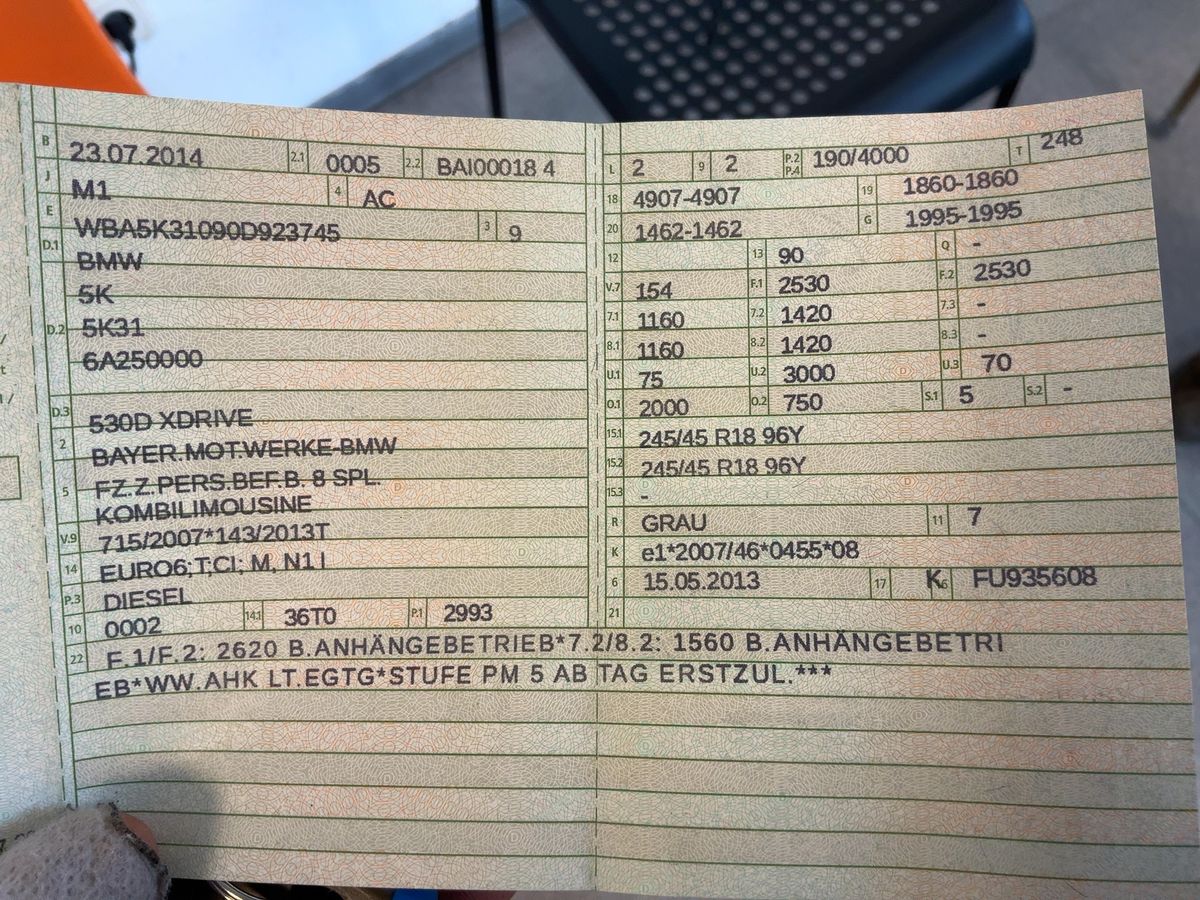 B 23.07.2014 2.1 0005 2.2 BAI00018 4
J M1 4 AC
E WBA5K31090D923745 3 9
D.1 BMW
5K
D.2 5K31
6A250000
D.3 530D XDRIVE
2 BAYER.MOT.WERKE-BMW
5 FZ.Z.PERS.BEF.B. 8 SPL.
KOMBILIMOUSINE
V.9 715/2007*143/2013T
14 EURO6;T;CI; M, N1 I
P.3 DIESEL
10 0002 14.1 36T0 P.1 2993
L 2 9 2 P.2 P.4 190/4000 T 248
18 4907-4907 19 1860-1860
20 1462-1462 G 1995-1995
12 13 90 Q -
V.7 154 F.1 2530 F.2 2530
7.1 1160 7.2 1420 7.3 -
8.1 1160 8.2 1420 8.3 -
U.1 75 U.2 3000 U.3 70
O.1 2000 O.2 750 S.1 5 S.2 -
15.1 245/45 R18 96Y
15.2 245/45 R18 96Y
15.3 -
R GRAU 11 7
K e1*2007/46*0455*08
6 15.05.2013 17 K 16 FU935608
21
22 F.1/F.2: 2620 B.ANHÄNGEBETRIEB*7.2/8.2: 1560 B.ANHÄNGEBETRI
EB*WW.AHK LT.EGTG*STUFE PM 5 AB TAG ERSTZUL.***